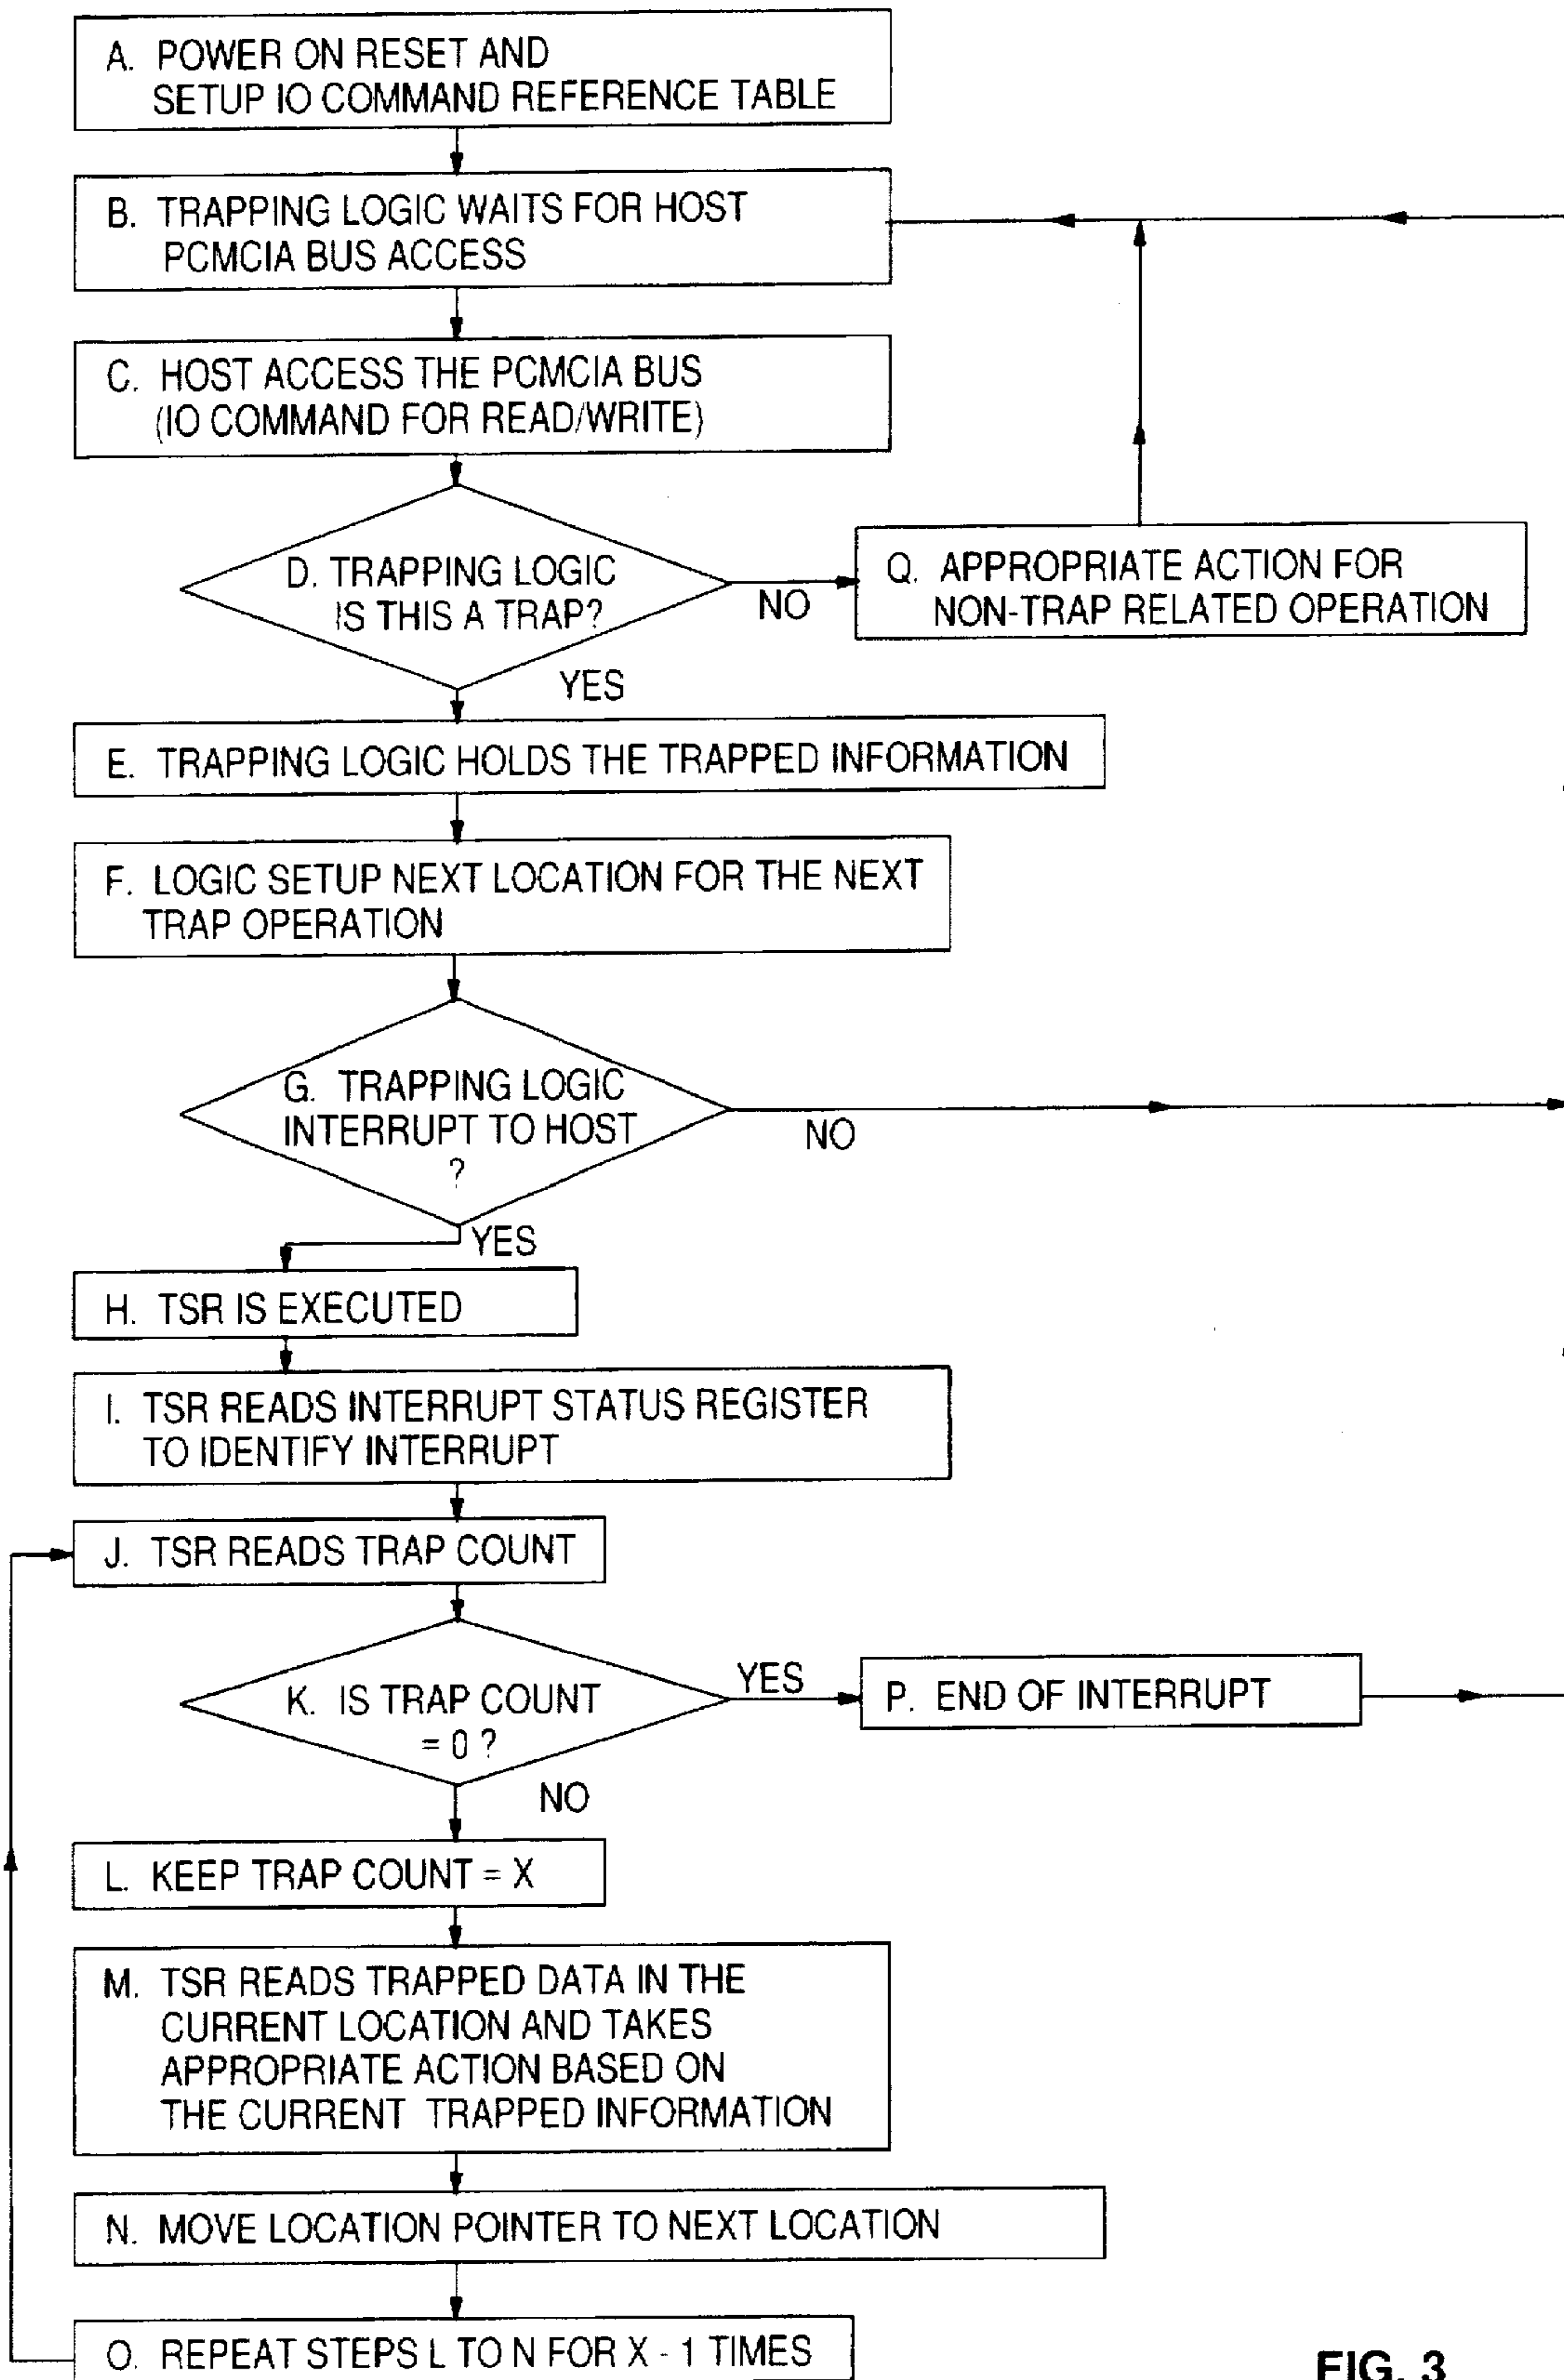 A. POWER ON RESET AND
SETUP IO COMMAND REFERENCE TABLE
B. TRAPPING LOGIC WAITS FOR HOST
PCMCIA BUS ACCESS
C. HOST ACCESS THE PCMCIA BUS
(IO COMMAND FOR READ/WRITE)
D. TRAPPING LOGIC
IS THIS A TRAP?
NO
Q. APPROPRIATE ACTION FOR
NON-TRAP RELATED OPERATION
YES
E. TRAPPING LOGIC HOLDS THE TRAPPED INFORMATION
F. LOGIC SETUP NEXT LOCATION FOR THE NEXT
TRAP OPERATION
G. TRAPPING LOGIC
INTERRUPT TO HOST
?
NO
YES
H. TSR IS EXECUTED
I. TSR READS INTERRUPT STATUS REGISTER
TO IDENTIFY INTERRUPT
J. TSR READS TRAP COUNT
K. IS TRAP COUNT
= 0 ?
YES
P. END OF INTERRUPT
NO
L. KEEP TRAP COUNT = X
M. TSR READS TRAPPED DATA IN THE
CURRENT LOCATION AND TAKES
APPROPRIATE ACTION BASED ON
THE CURRENT TRAPPED INFORMATION
N. MOVE LOCATION POINTER TO NEXT LOCATION
O. REPEAT STEPS L TO N FOR X - 1 TIMES
FIG. 3